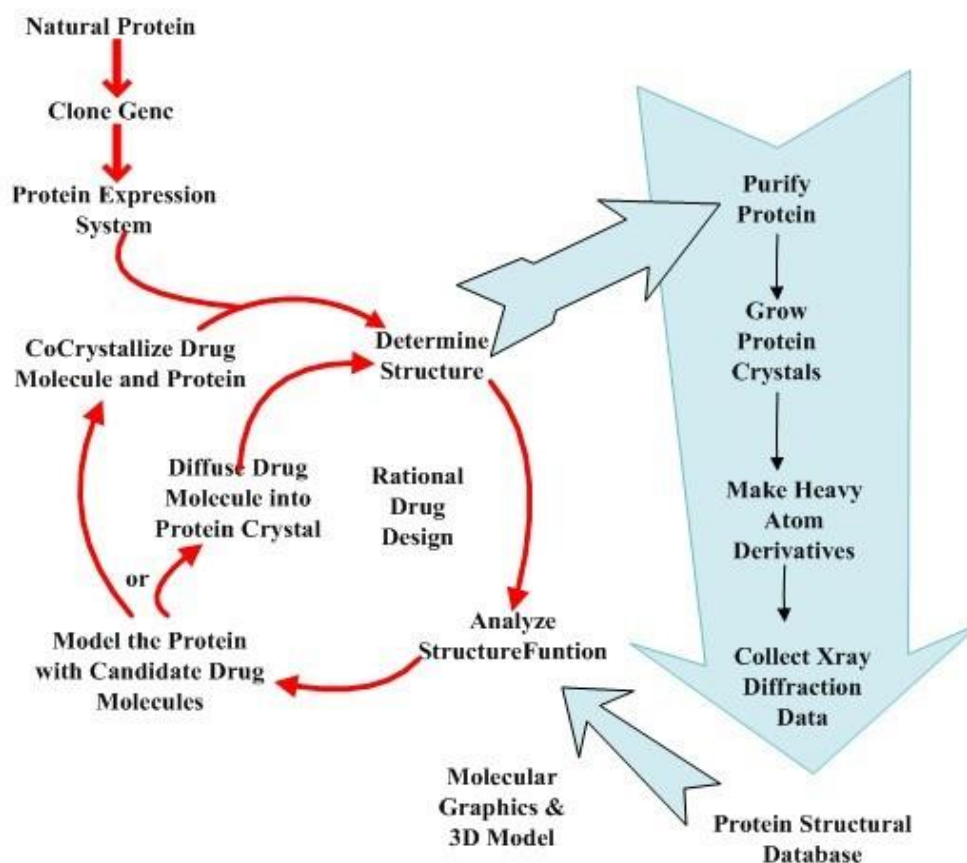 Natural Protein
Clone Genc
Protein Expression
System
CoCrystallize Drug
Molecule and Protein
Determine
Structure
Diffuse Drug
Molecule into
Protein Crystal
Rational
Drug
Design
or
Model the Protein
with Candidate Drug
Molecules
Analyze
StructureFuntion
Molecular
Graphics &
3D Model
Purify
Protein
Grow
Protein
Crystals
Make Heavy
Atom
Derivatives
Collect Xray
Diffraction
Data
Protein Structural
Database